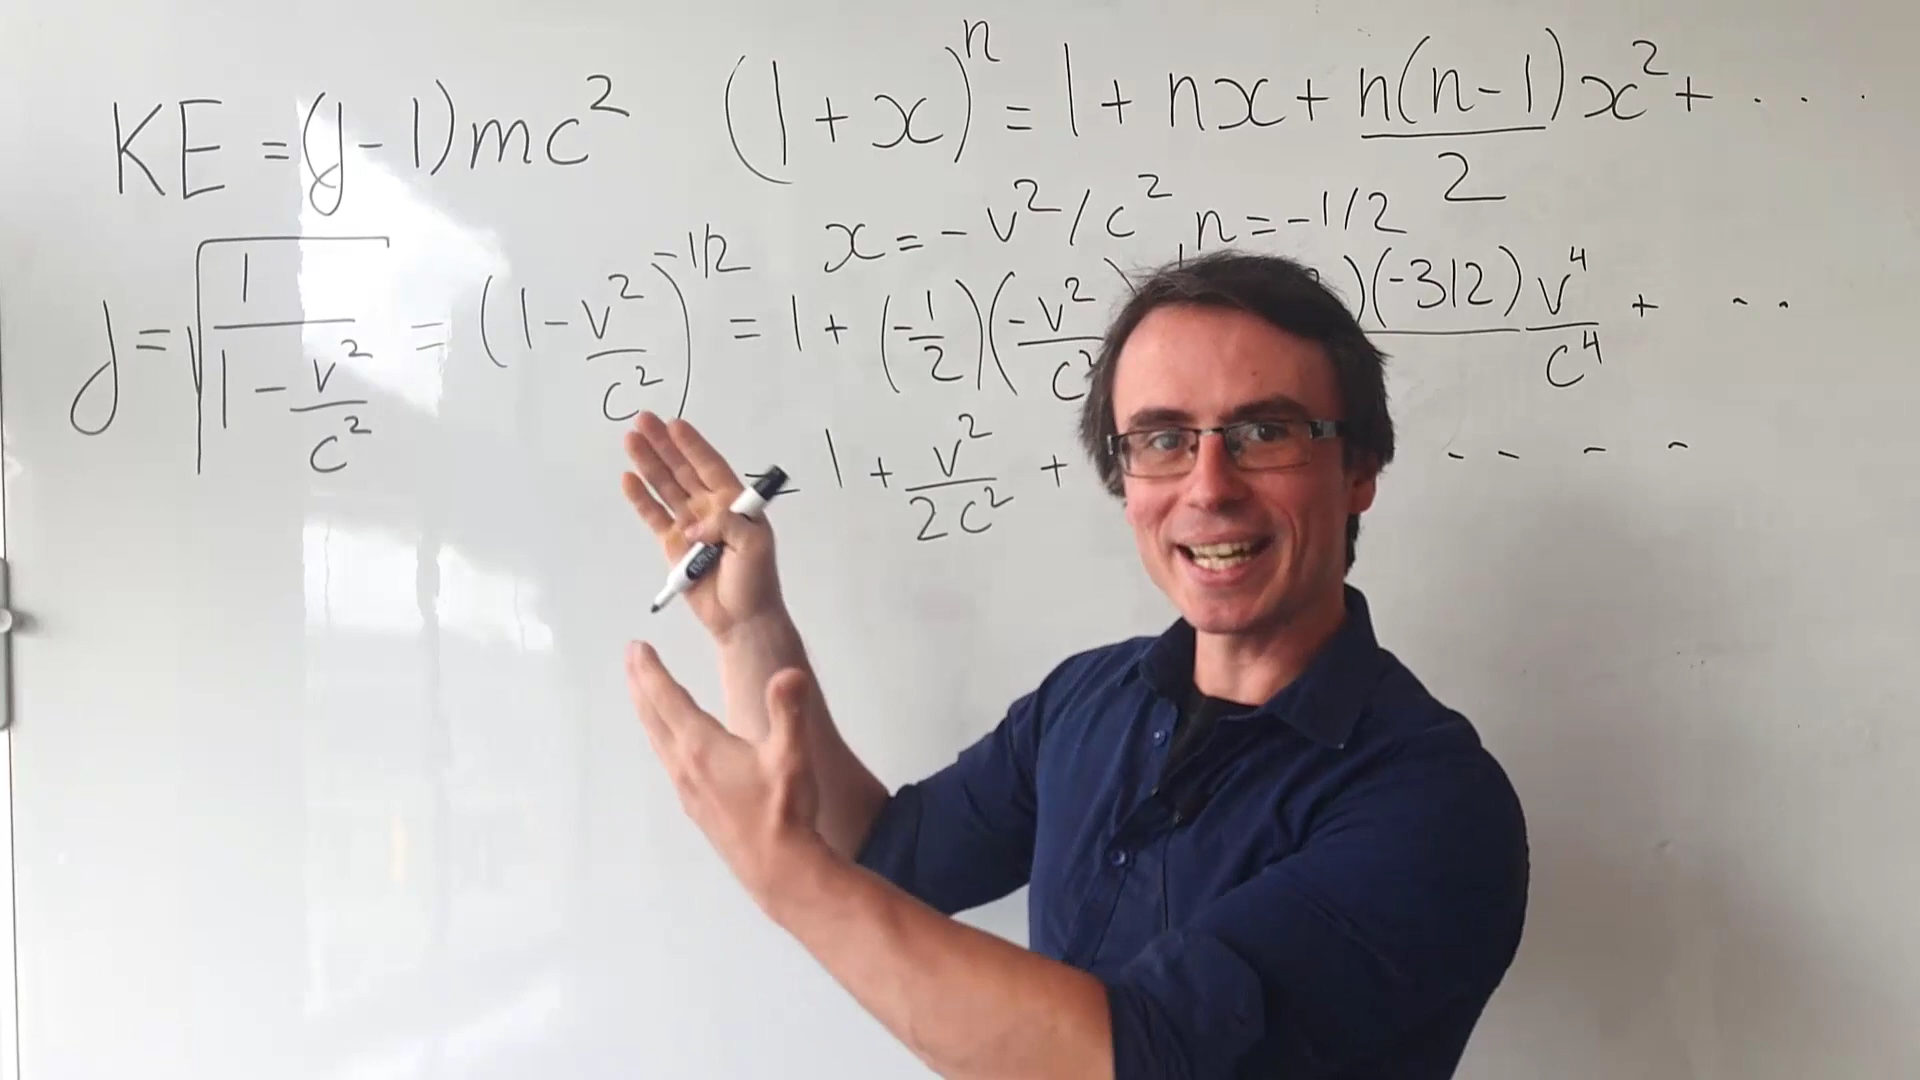 KE = (γ-1)mc² (1+x)ⁿ = 1 + nx + n(n-1)/2 x² + ...
x = -v²/c² n = -1/2
γ = √(1/(1 - v²/c²)) = (1 - v²/c²)^(-1/2) = 1 + (-1/2)(-v²/c² )(-3/2) v⁴/c⁴ + ...
= 1 + v²/2c² + ....